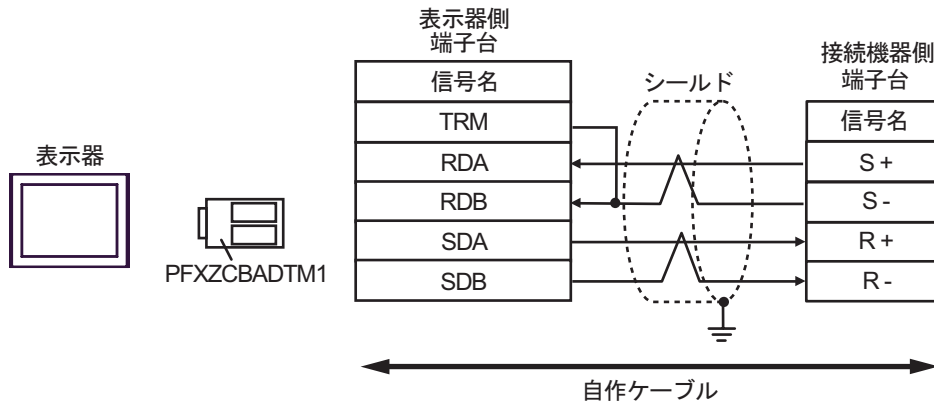 表示器
PFXZCBADTM1
表示器側
端子台
信号名
TRM
RDA
RDB
SDA
SDB
シールド
接続機器側
端子台
信号名
S+
S-
R+
R-
自作ケーブル